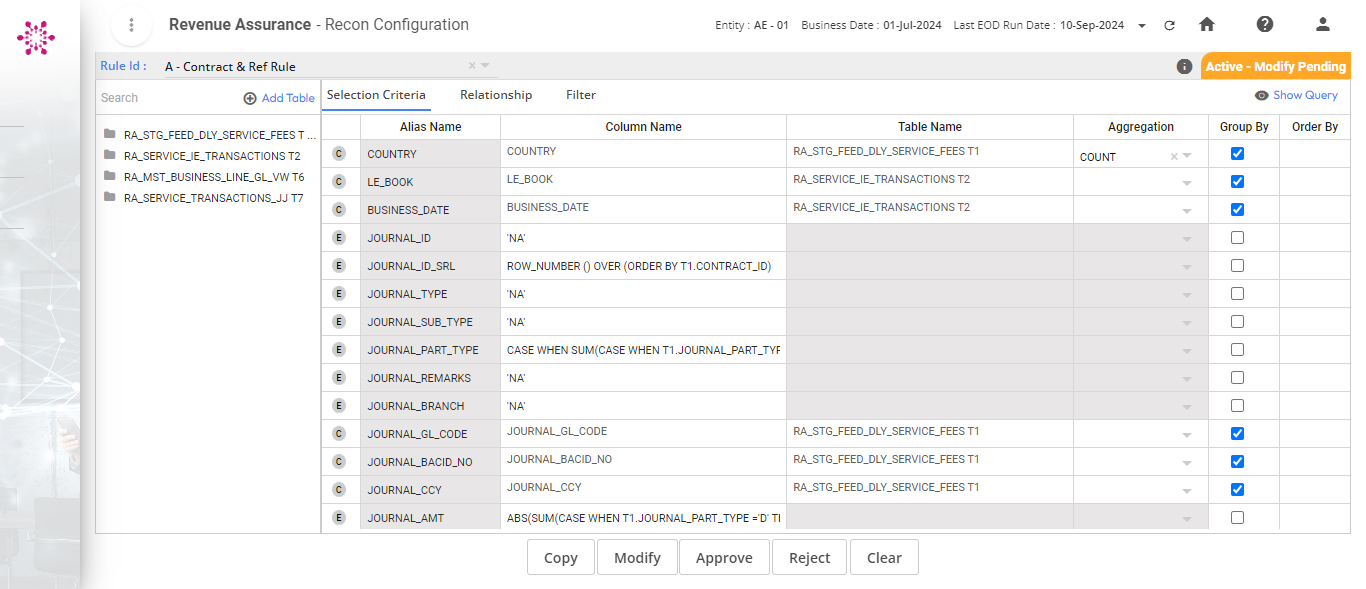 Revenue Assurance - Recon Configuration
Entity : AE - 01 Business Date : 01-Jul-2024 Last EOD Run Date : 10-Sep-2024
Rule Id : A - Contract & Ref Rule
Active - Modify Pending
Search Add Table
Selection Criteria Relationship Filter
Show Query
RA_STG_FEED_DLY_SERVICE_FEES T ...
RA_SERVICE_IE_TRANSACTIONS T2
RA_MST_BUSINESS_LINE_GL_VW T6
RA_SERVICE_TRANSACTIONS_JJ T7
Alias Name Column Name Table Name Aggregation Group By Order By
C COUNTRY COUNTRY RA_STG_FEED_DLY_SERVICE_FEES T1 COUNT
C LE_BOOK LE_BOOK RA_SERVICE_IE_TRANSACTIONS T2
C BUSINESS_DATE BUSINESS_DATE RA_SERVICE_IE_TRANSACTIONS T2
E JOURNAL_ID 'NA'
E JOURNAL_ID_SRL ROW_NUMBER () OVER (ORDER BY T1.CONTRACT_ID)
E JOURNAL_TYPE 'NA'
E JOURNAL_SUB_TYPE 'NA'
E JOURNAL_PART_TYPE CASE WHEN SUM(CASE WHEN T1.JOURNAL_PART_TYP
E JOURNAL_REMARKS 'NA'
E JOURNAL_BRANCH 'NA'
C JOURNAL_GL_CODE JOURNAL_GL_CODE RA_STG_FEED_DLY_SERVICE_FEES T1
C JOURNAL_BACID_NO JOURNAL_BACID_NO RA_STG_FEED_DLY_SERVICE_FEES T1
C JOURNAL_CCY JOURNAL_CCY RA_STG_FEED_DLY_SERVICE_FEES T1
E JOURNAL_AMT ABS(SUM(CASE WHEN T1.JOURNAL_PART_TYPE ='D' TH
Copy Modify Approve Reject Clear